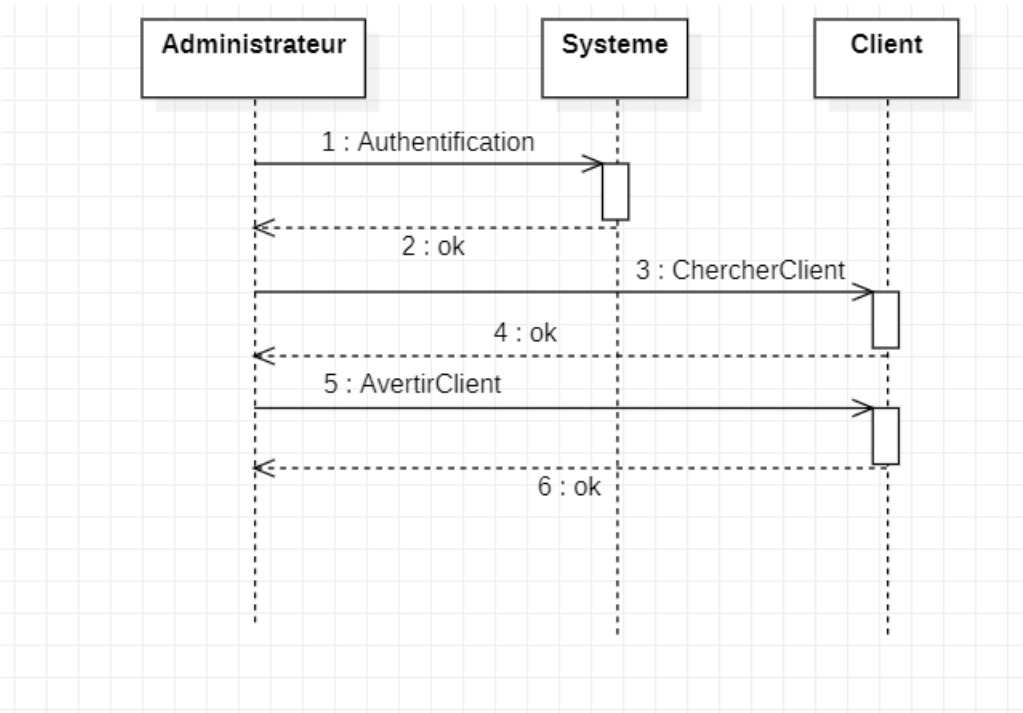 Administrateur
Systeme
Client
1 : Authentification
2 : ok
3 : ChercherClient
4 : ok
5 : AvertirClient
6 : ok